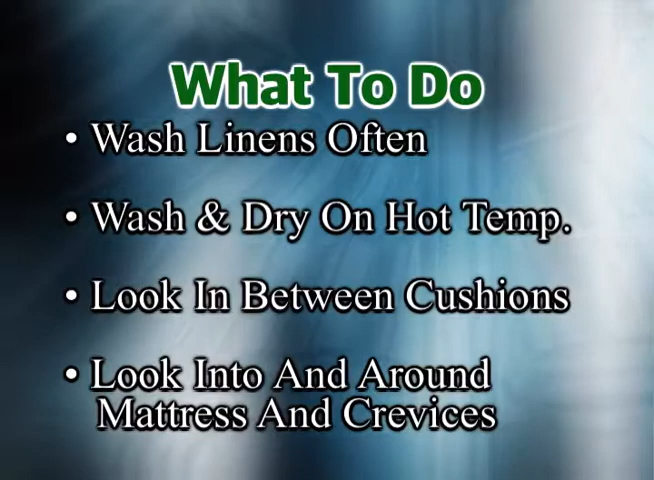 What To Do
• Wash Linens Often
• Wash & Dry On Hot Temp.
• Look In Between Cushions
• Look Into And Around
Mattress And Crevices